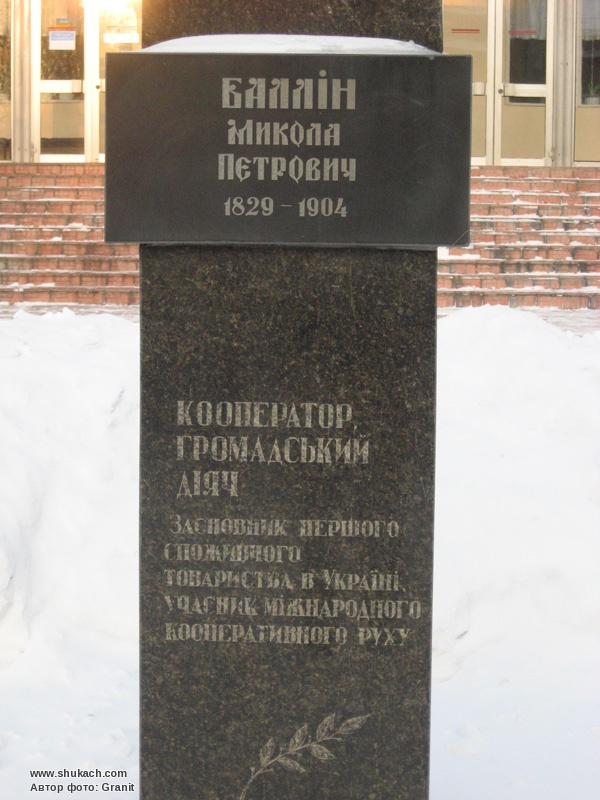 Баллін
Микола
Петрович
1829 - 1904
Кооператор,
громадський
діяч
Засновник першого
споживчого
товариства в Україні,
учасник міжнародного
кооперативного руху
www.shukach.com
Автор фото: Granit